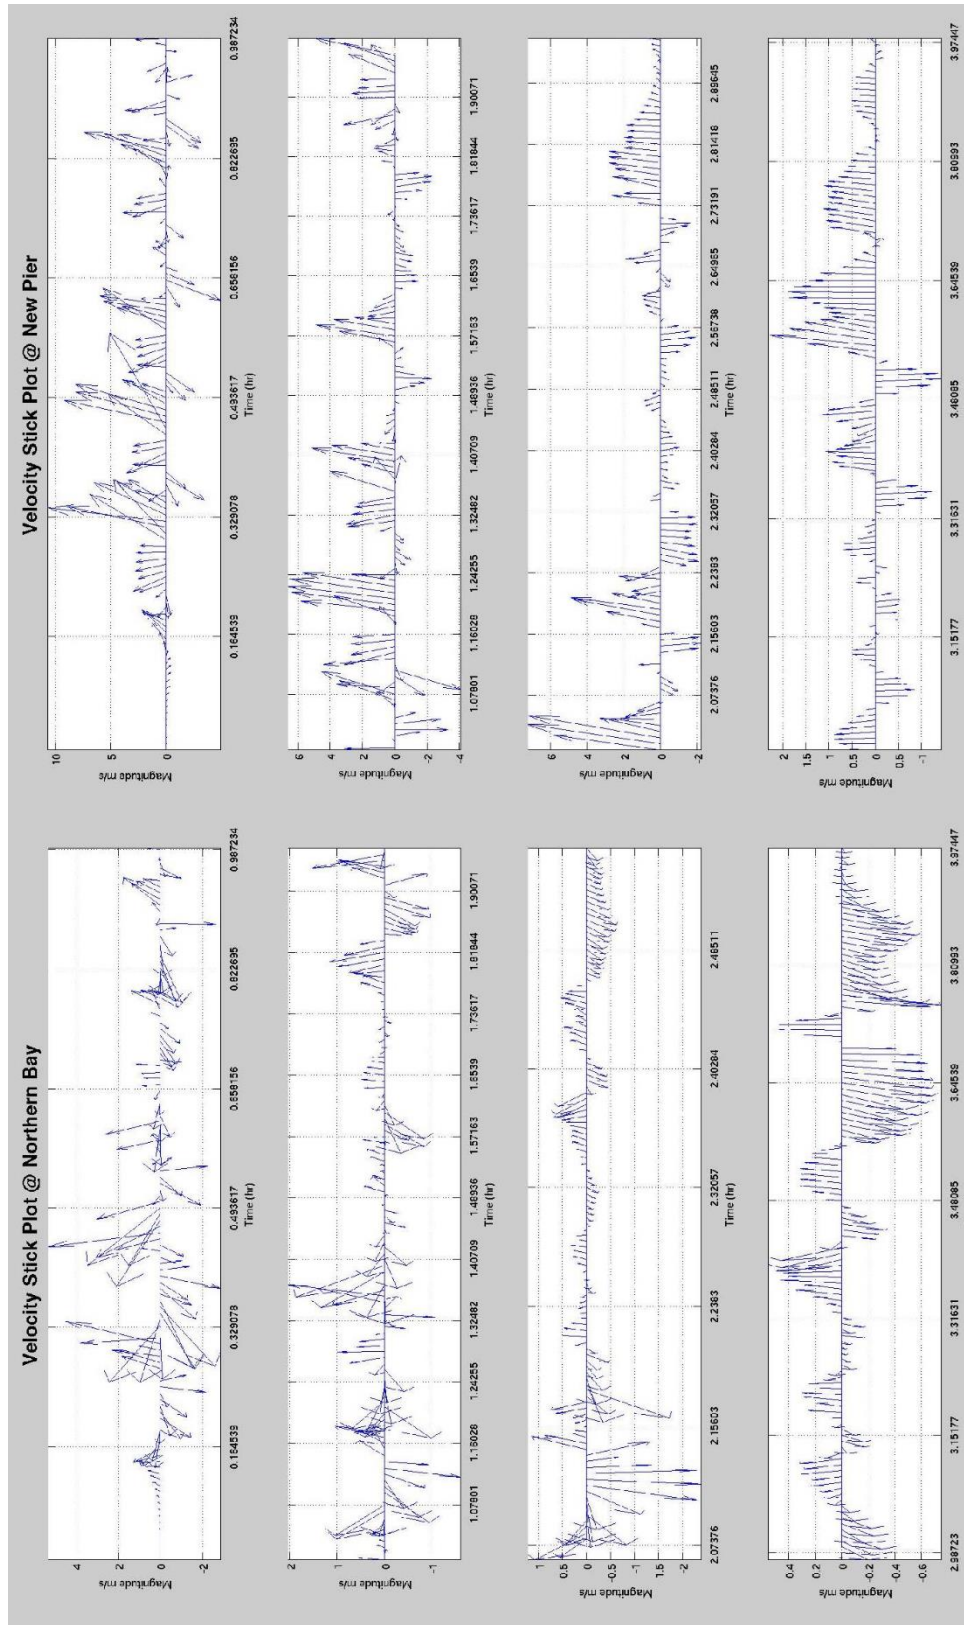 Velocity Stick Plot @ Northern Bay
Magnitude m/s
4
2
0
-2
0.164539 0.329078 0.493617 0.658156 0.822695 0.987234
Time (hr)
Magnitude m/s
2
1
0
-1
1.07801 1.16028 1.24255 1.32482 1.40709 1.48936 1.57163 1.6539 1.73617 1.81844 1.90071
Time (hr)
Magnitude m/s
1
0.5
0
-0.5
-1
1.5
-2
2.07376 2.15603 2.2383 2.32057 2.40284 2.48511
Time (hr)
Magnitude m/s
0.4
0.2
0
-0.2
-0.4
-0.6
2.98723 3.15177 3.31631 3.48085 3.64539 3.80993 3.97447
Velocity Stick Plot @ New Pier
Magnitude m/s
10
5
0
0.164539 0.329078 0.493617 0.658156 0.822695 0.987234
Time (hr)
Magnitude m/s
6
4
2
0
-2
-4
1.07801 1.16028 1.24255 1.32482 1.40709 1.48936 1.57163 1.6539 1.73617 1.81844 1.90071
Time (hr)
Magnitude m/s
6
4
2
0
-2
2.07376 2.15603 2.2383 2.32057 2.40284 2.48511 2.56738 2.64965 2.73191 2.81418 2.89645
Time (hr)
Magnitude m/s
2
1.5
1
0.5
0
-0.5
-1
3.15177 3.31631 3.48085 3.64539 3.80993 3.97447